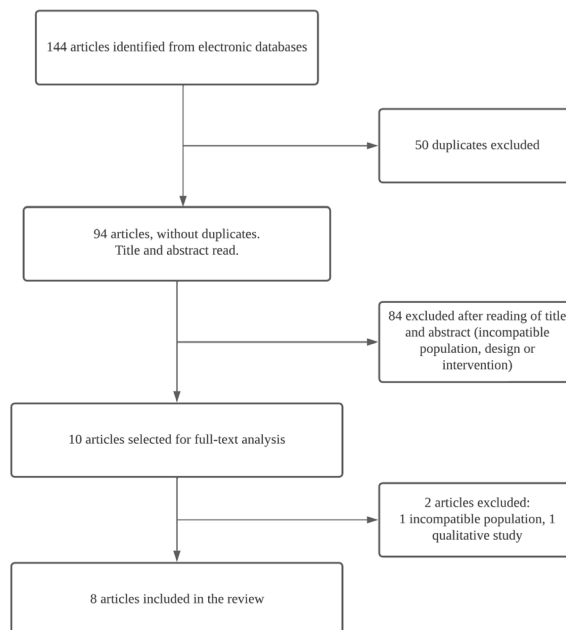 144 articles identified from electronic databases
50 duplicates excluded
94 articles, without duplicates.
Title and abstract read.
84 excluded after reading of title
and abstract (incompatible
population, design or
intervention)
10 articles selected for full-text analysis
2 articles excluded:
1 incompatible population, 1
qualitative study
8 articles included in the review